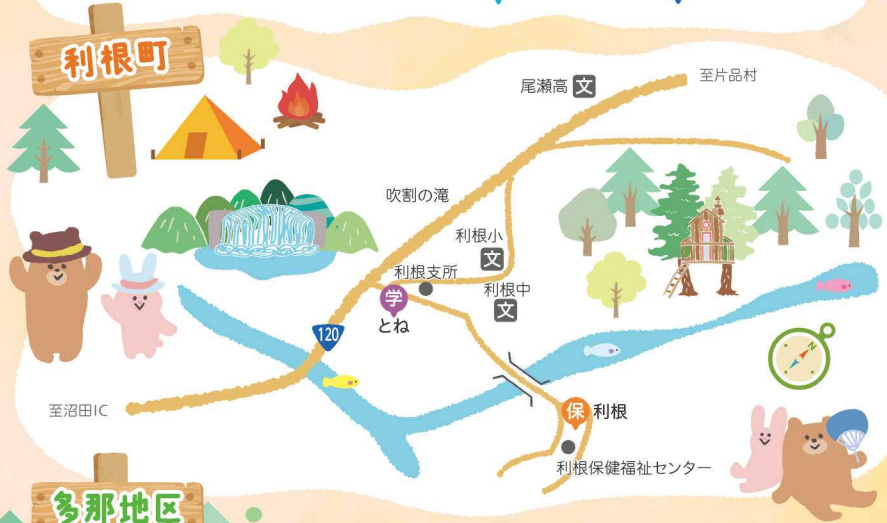 利根町
尾瀬高 文
至片品村
吹割の滝
利根小
文
利根支所
利根中
文
学
とね
120
至沼田IC
保 利根
利根保健福祉センター
N
多那地区